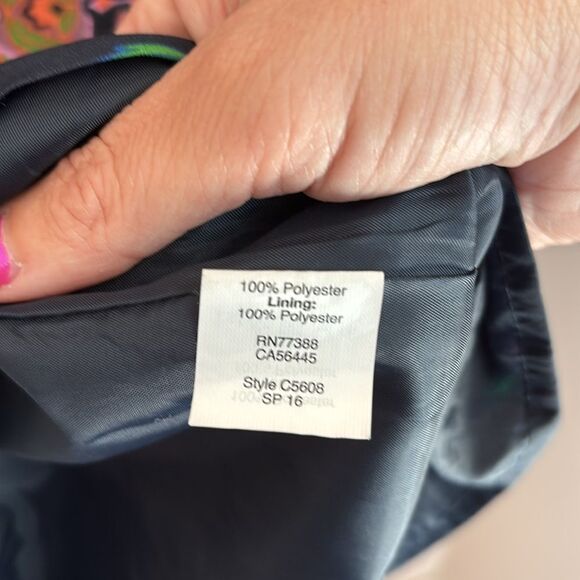 100% Polyester
Lining:
100% Polyester
RN77388
CA56445
Style C5608
SP 16